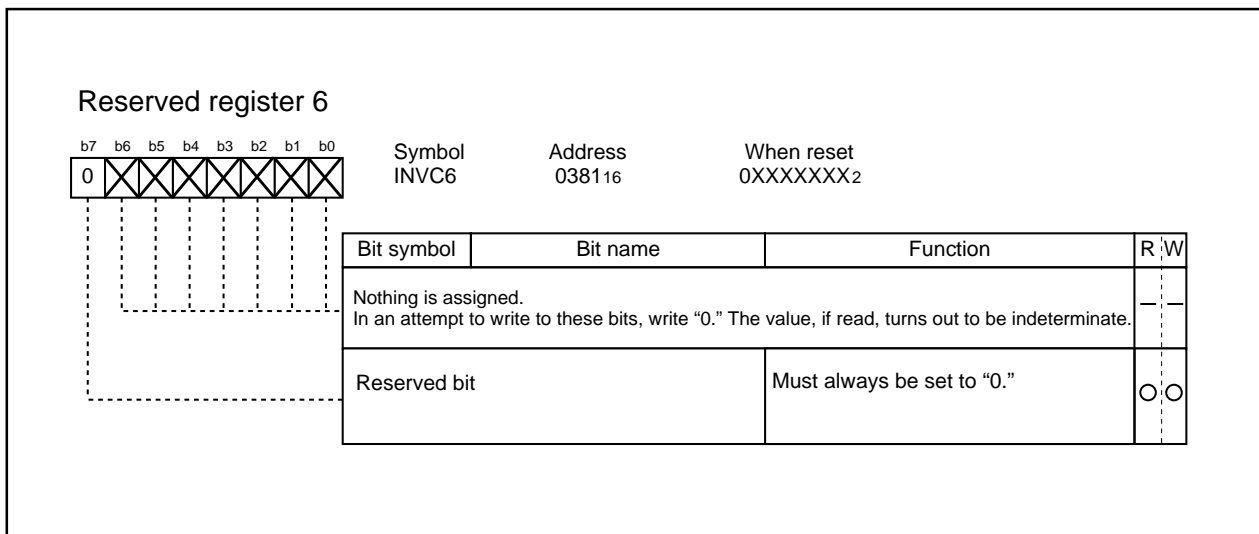 Reserved register 6
b7 b6 b5 b4 b3 b2 b1 b0
Symbol Address When reset
0 INVC6 038116 0XXXXXXX2
Bit symbol Bit name Function R W
Nothing is assigned.
In an attempt to write to these bits, write “0.” The value, if read, turns out to be indeterminate.
— —
Reserved bit Must always be set to “0.”